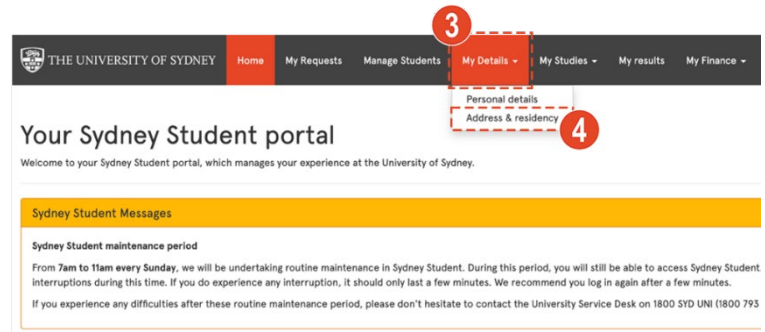 3
THE UNIVERSITY OF SYDNEY Home My Requests Manage Students My Details My Studies My results My Finance
Personal details
Address & residency
4
Your Sydney Student portal
Welcome to your Sydney Student portal, which manages your experience at the University of Sydney.
Sydney Student Messages
Sydney Student maintenance period
From 7am to 11am every Sunday, we will be undertaking routine maintenance in Sydney Student. During this period, you will still be able to access Sydney Student.
interruptions during this time. If you do experience any interruption, it should only last a few minutes. We recommend you log in again after a few minutes.
If you experience any difficulties after these routine maintenance period, please don't hesitate to contact the University Service Desk on 1800 SYD UNI (1800 793